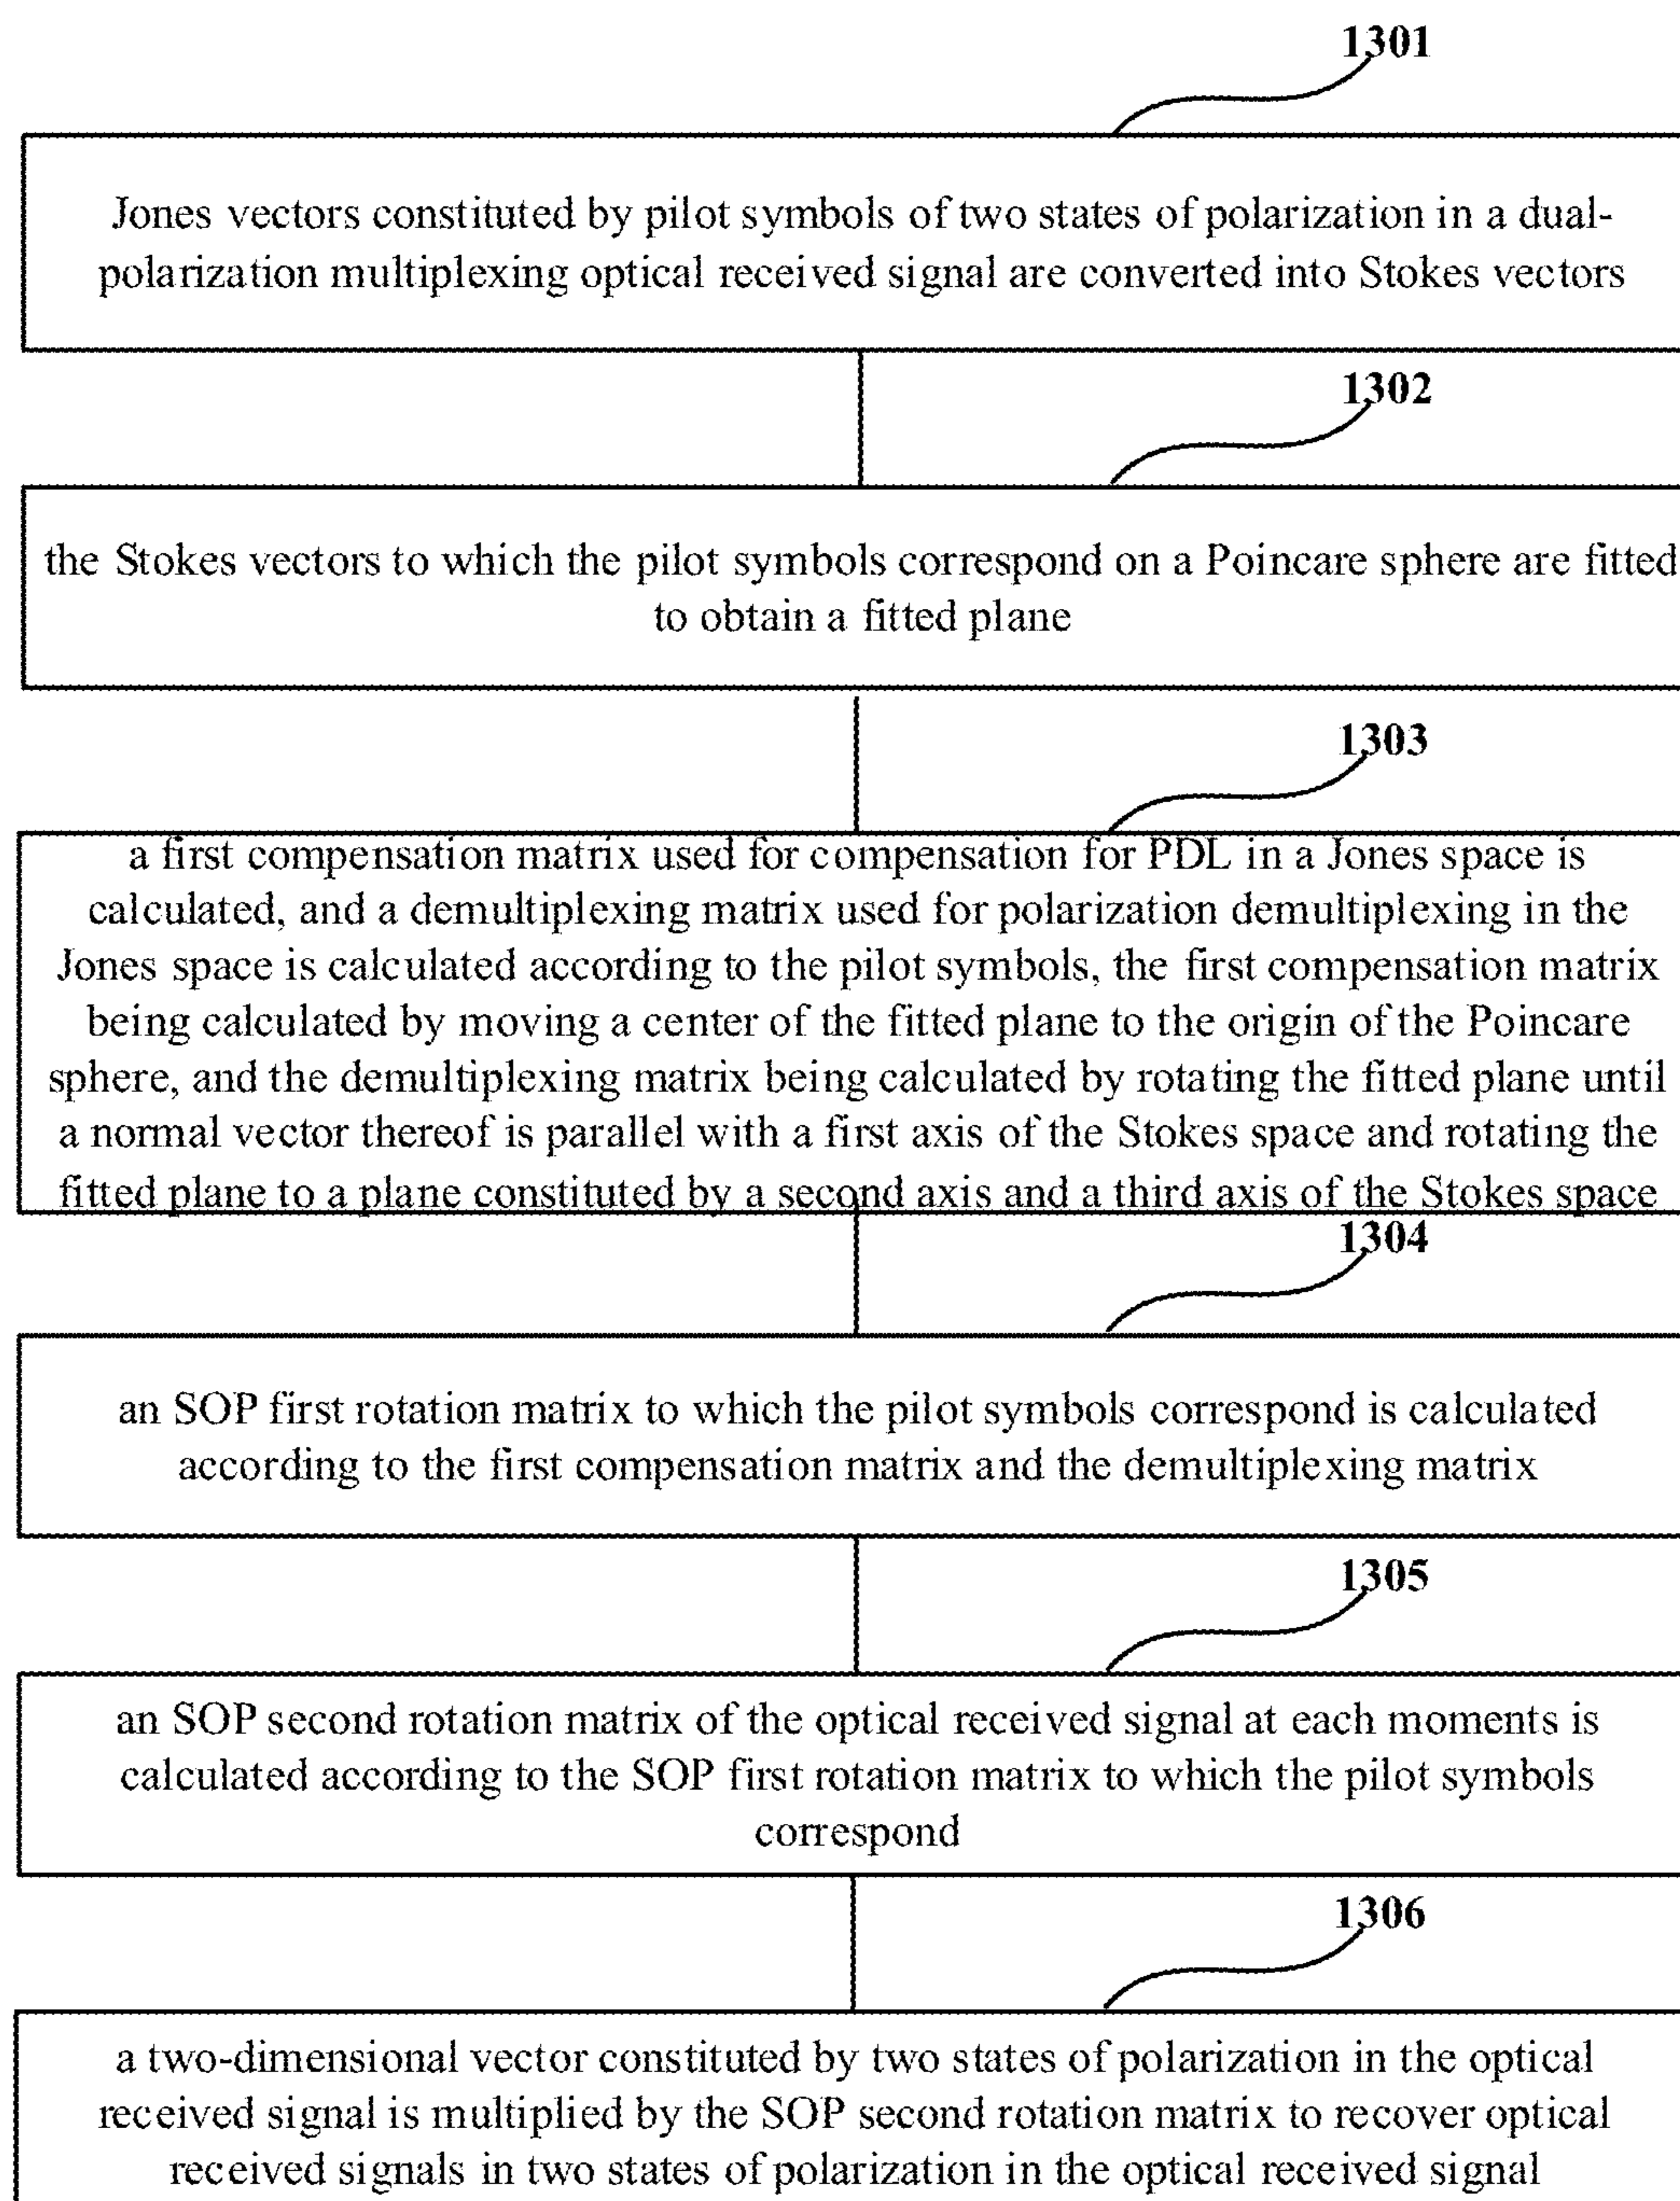 1301
Jones vectors constituted by pilot symbols of two states of polarization in a dual-
polarization multiplexing optical received signal are converted into Stokes vectors
1302
the Stokes vectors to which the pilot symbols correspond on a Poincare sphere are fitted
to obtain a fitted plane
1303
a first compensation matrix used for compensation for PDL in a Jones space is
calculated, and a demultiplexing matrix used for polarization demultiplexing in the
Jones space is calculated according to the pilot symbols, the first compensation matrix
being calculated by moving a center of the fitted plane to the origin of the Poincare
sphere, and the demultiplexing matrix being calculated by rotating the fitted plane until
a normal vector thereof is parallel with a first axis of the Stokes space and rotating the
fitted plane to a plane constituted by a second axis and a third axis of the Stokes space
1304
an SOP first rotation matrix to which the pilot symbols correspond is calculated
according to the first compensation matrix and the demultiplexing matrix
1305
an SOP second rotation matrix of the optical received signal at each moments is
calculated according to the SOP first rotation matrix to which the pilot symbols
correspond
1306
a two-dimensional vector constituted by two states of polarization in the optical
received signal is multiplied by the SOP second rotation matrix to recover optical
received signals in two states of polarization in the optical received signal